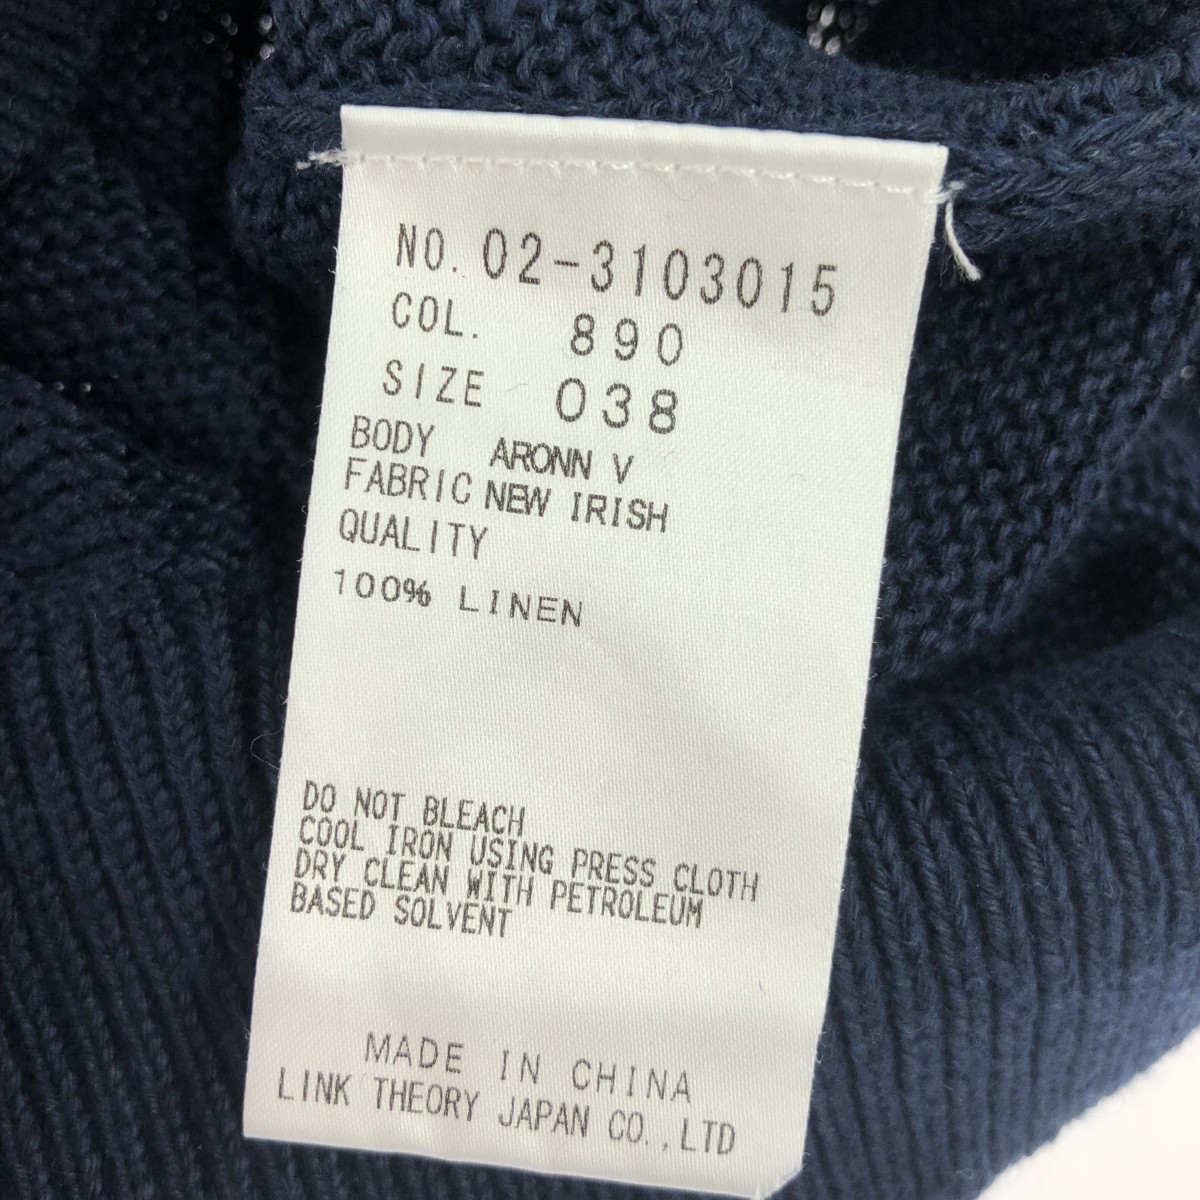 NO. 02-3103015
COL. 890
SIZE 038
BODY ARONN V
FABRIC NEW IRISH
QUALITY
100% LINEN
DO NOT BLEACH
COOL IRON USING PRESS CLOTH
DRY CLEAN WITH PETROLEUM
BASED SOLVENT
MADE IN CHINA
LINK THEORY JAPAN CO.,LTD